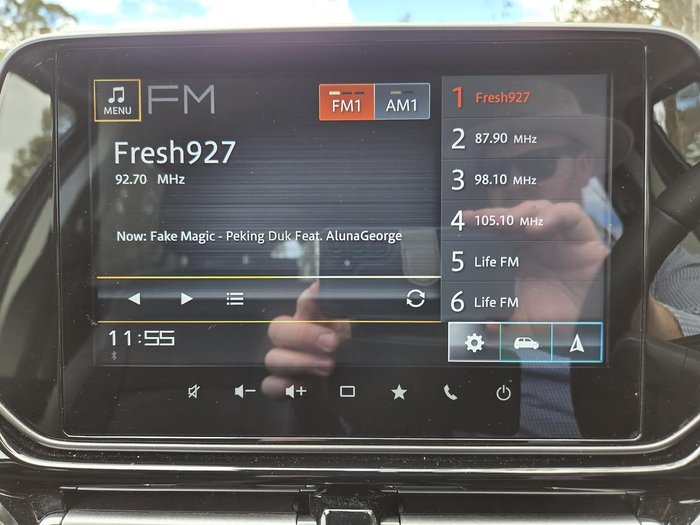 MENU
FM
FM1
AM1
Fresh927
92.70 MHz
Now: Fake Magic - Peking Duk Feat. AlunaGeorge
11:55
1 Fresh927
2 87.90 MHz
3 98.10 MHz
4 105.10 MHz
5 Life FM
6 Life FM